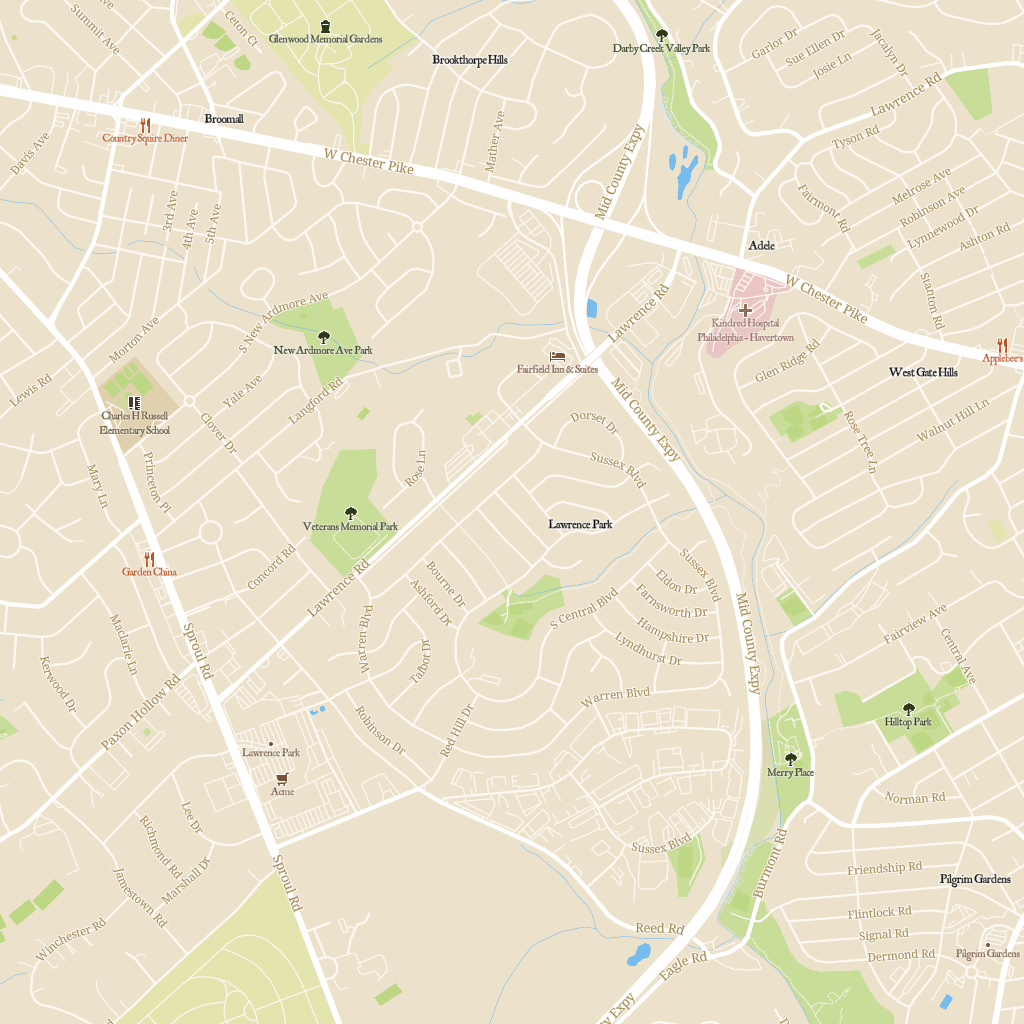 Summit Ave
Ceton Ct
Glenwood Memorial Gardens
Brookthorpe Hills
Darby Creek Valley Park
Garlor Dr
Sue Ellen Dr
Josie Ln
Jacalyn Dr
Lawrence Rd
Broomall
Country Squire Diner
Davis Ave
W Chester Pike
Mather Ave
Mid County Expy
Tyson Rd
Fairmont Rd
Melrose Ave
Robinson Ave
Lynnewood Dr
Ashton Rd
3rd Ave
4th Ave
5th Ave
Adele
W Chester Pike
Stanton Rd
Kindred Hospital
Philadelphia - Havertown
Applebee's
West Gate Hills
Glen Ridge Rd
Lawrence Rd
S New Ardmore Ave
New Ardmore Ave Park
Morton Ave
Fairfield Inn & Suites
Lewis Rd
Yale Ave
Langford Rd
Charles H Russell
Elementary School
Clover Dr
Mid County Expy
Dorset Dr
Sussex Blvd
Rose Tree Ln
Walnut Hill Ln
Mary Ln
Princeton Pl
Rose Ln
Veterans Memorial Park
Lawrence Park
Garden China
Concord Rd
Lawrence Rd
Bourne Dr
Ashford Dr
Warren Blvd
Talbot Dr
S Central Blvd
Sussex Blvd
Eldon Dr
Farnsworth Dr
Hampshire Dr
Lyndhurst Dr
Mid County Expy
Fairview Ave
Central Ave
Maclarie Ln
Kerwood Dr
Sproul Rd
Paxon Hollow Rd
Warren Blvd
Robinson Dr
Red Hill Dr
Hilltop Park
Lawrence Park
Acme
Merry Place
Norman Rd
Lee Dr
Richmond Rd
Marshall Dr
Jamestown Rd
Winchester Rd
Sproul Rd
Sussex Blvd
Burmont Rd
Friendship Rd
Pilgrim Gardens
Flintlock Rd
Signal Rd
Dermond Rd
Pilgrim Gardens
Reed Rd
Eagle Rd
Expy